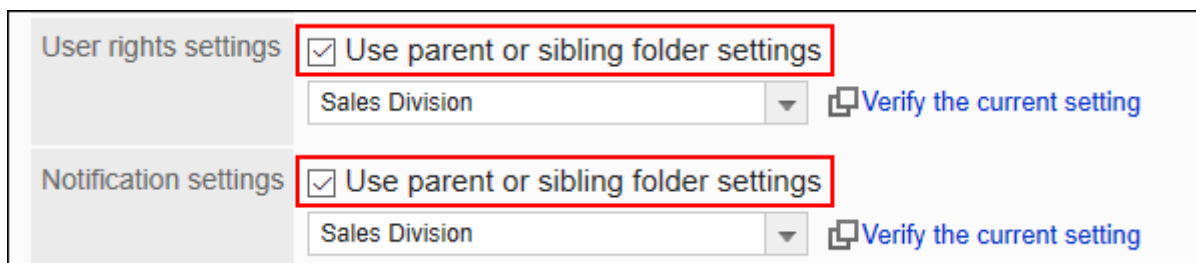 User rights settings Use parent or sibling folder settings
Sales Division Verify the current setting
Notification settings Use parent or sibling folder settings
Sales Division Verify the current setting